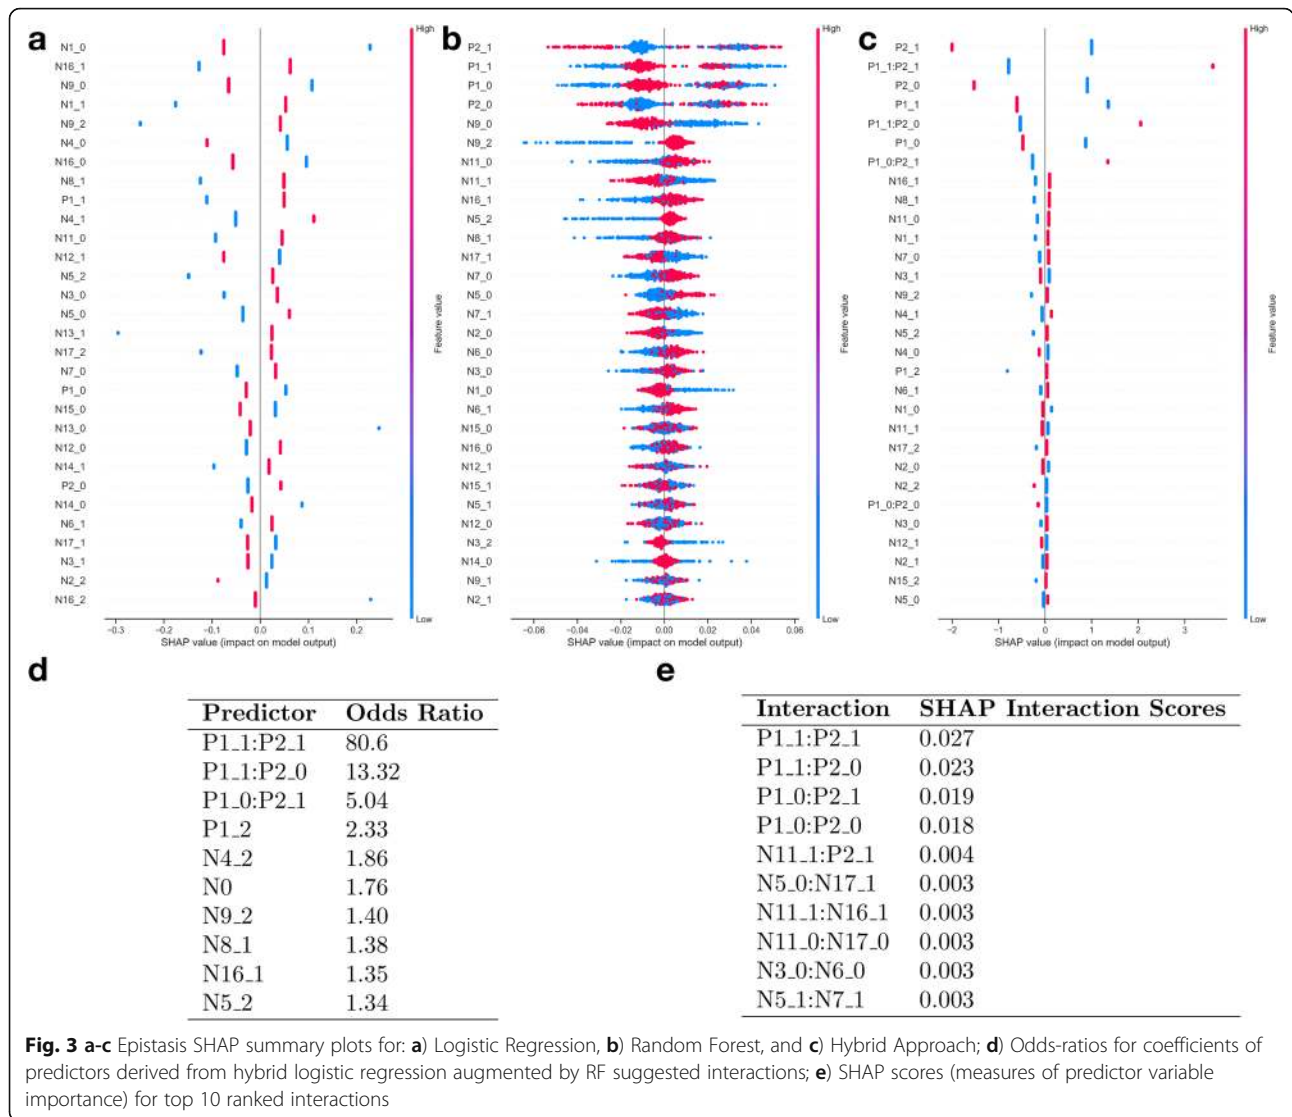 a
High
N1_0
N16_1
N9_0
N1_1
N9_2
N4_0
N16_0
N8_1
P1_1
N4_1
N11_0
N12_1
N5_2
N3_0
N5_0
N13_1
N17_2
N7_0
P1_0
N15_0
N13_0
N12_0
N14_1
P2_0
N14_0
N6_1
N17_1
N3_1
N2_2
N16_2
Feature value
Low
−0.3 −0.2 −0.1 0.0 0.1 0.2
SHAP value (impact on model output)
b
High
P2_1
P1_1
P1_0
P2_0
N9_0
N9_2
N11_0
N11_1
N16_1
N5_2
N8_1
N17_1
N7_0
N5_0
N7_1
N2_0
N6_0
N3_0
N1_0
N6_1
N15_0
N16_0
N12_1
N15_1
N5_1
N12_0
N3_2
N14_0
N9_1
N2_1
Feature value
Low
−0.06 −0.04 −0.02 0.00 0.02 0.04 0.06
SHAP value (impact on model output)
c
High
P2_1
P1_1:P2_1
P2_0
P1_1
P1_1:P2_0
P1_0
P1_0:P2_1
N16_1
N8_1
N11_0
N1_1
N7_0
N3_1
N9_2
N4_1
N5_2
N4_0
P1_2
N6_1
N1_0
N11_1
N17_2
N2_0
N2_2
P1_0:P2_0
N3_0
N12_1
N2_1
N15_2
N5_0
Feature value
Low
−2 −1 0 1 2 3
SHAP value (impact on model output)
d
Predictor Odds Ratio
P1_1:P2_1 80.6
P1_1:P2_0 13.32
P1_0:P2_1 5.04
P1_2 2.33
N4_2 1.86
N0 1.76
N9_2 1.40
N8_1 1.38
N16_1 1.35
N5_2 1.34
e
Interaction SHAP Interaction Scores
P1_1:P2_1 0.027
P1_1:P2_0 0.023
P1_0:P2_1 0.019
P1_0:P2_0 0.018
N11_1:P2_1 0.004
N5_0:N17_1 0.003
N11_1:N16_1 0.003
N11_0:N17_0 0.003
N3_0:N6_0 0.003
N5_1:N7_1 0.003
Fig. 3 a-c Epistasis SHAP summary plots for: a) Logistic Regression, b) Random Forest, and c) Hybrid Approach; d) Odds-ratios for coefficients of
predictors derived from hybrid logistic regression augmented by RF suggested interactions; e) SHAP scores (measures of predictor variable
importance) for top 10 ranked interactions